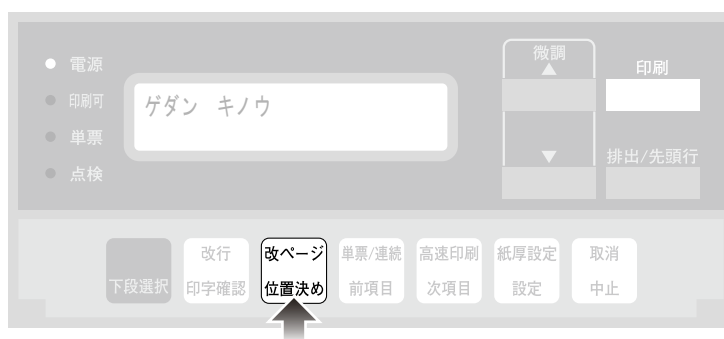 微調
電源
印刷
印刷可
ゲダン キノウ
単票
排出/先頭行
点検
改行
改ページ
単票/連続
高速印刷
紙厚設定
取消
下段選択
印字確認
位置決め
前項目
次項目
設定
中止